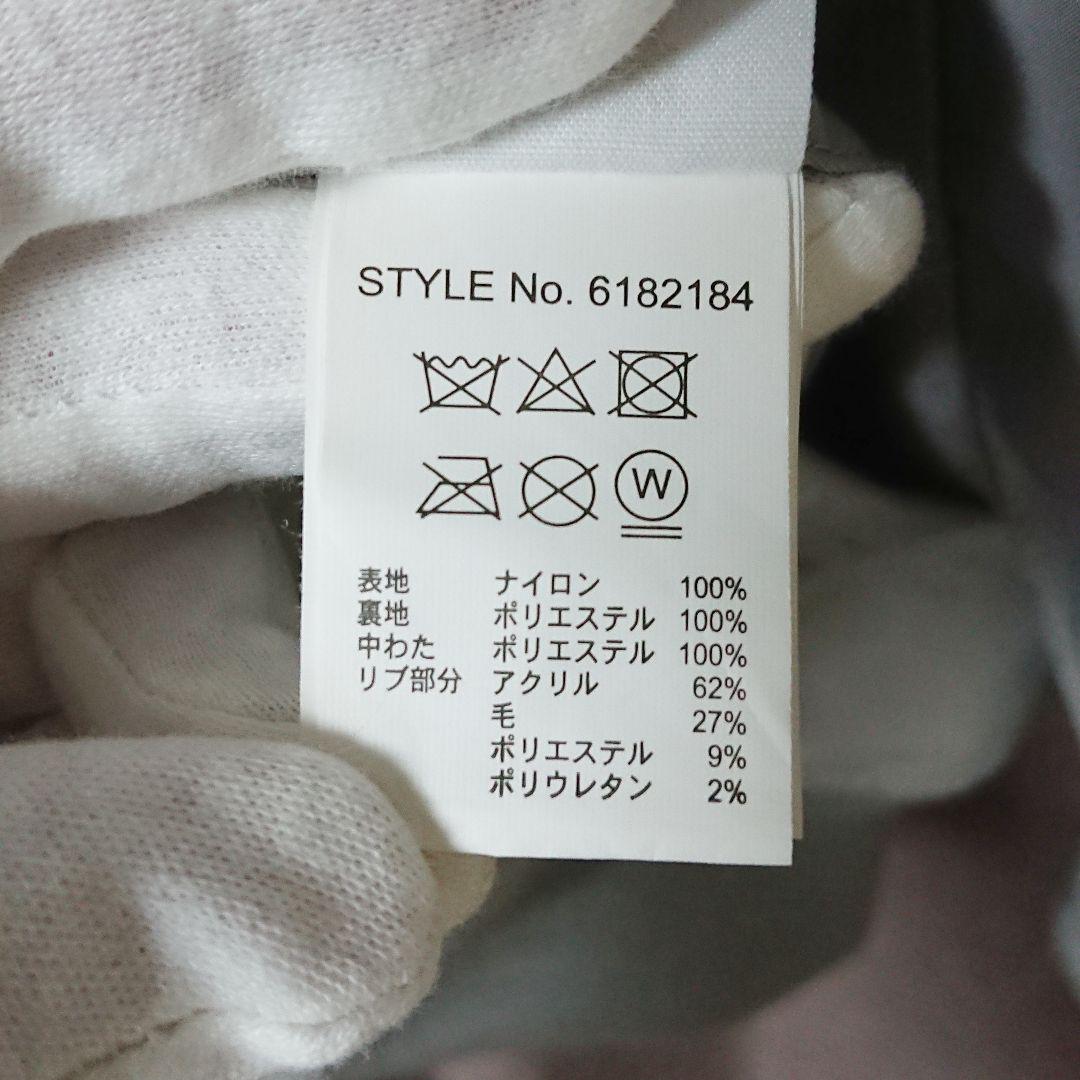 STYLE No. 6182184
W
表地 ナイロン 100%
裏地 ポリエステル 100%
中わた ポリエステル 100%
リブ部分 アクリル 62%
毛 27%
ポリエステル 9%
ポリウレタン 2%